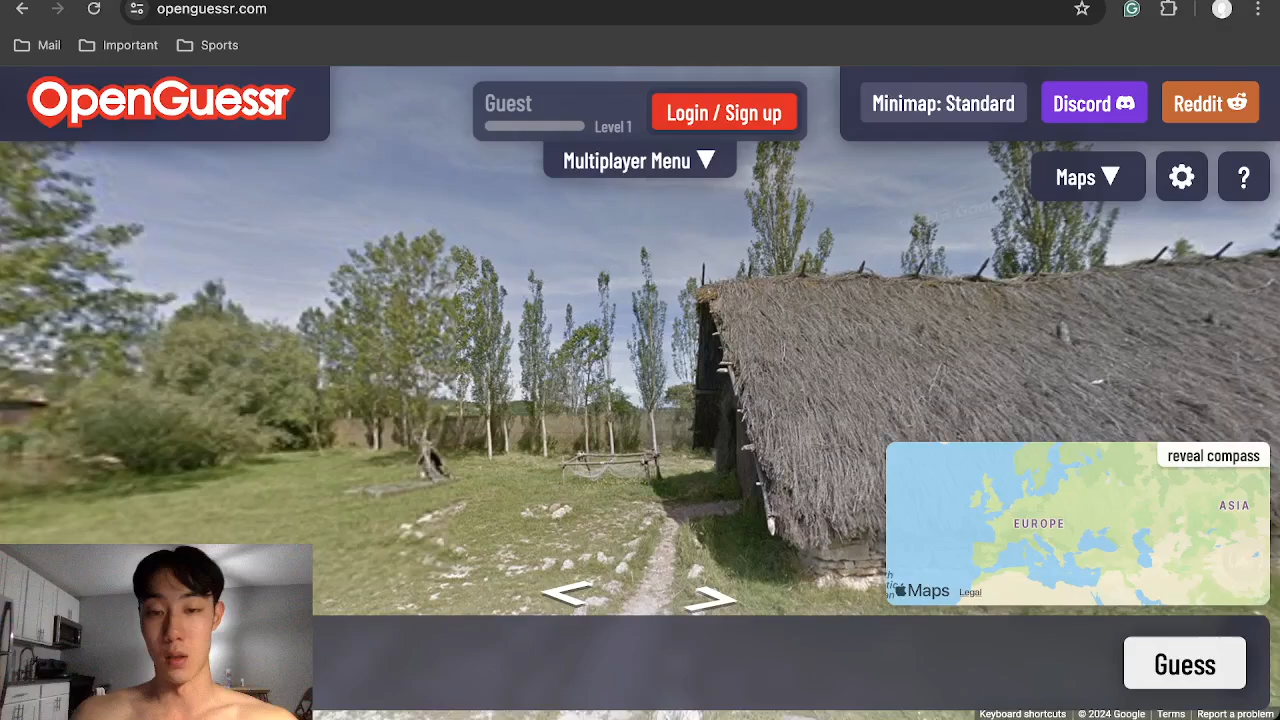 openguessr.com
Mail
Important
Sports
OpenGuessr
Guest
Level 1
Login / Sign up
Multiplayer Menu ▼
Minimap: Standard
Discord
Reddit
Maps ▼
?
reveal compass
EUROPE
ASIA
Maps
Legal
Guess
Keyboard shortcuts
© 2024 Google
Terms
Report a problem